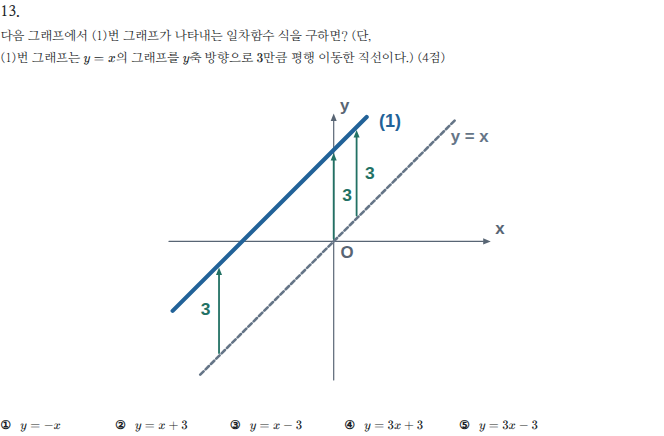 13.
다음 그래프에서 (1)번 그래프가 나타내는 일차함수 식을 구하면? (단,
(1)번 그래프는 y = x의 그래프를 y축 방향으로 3만큼 평행 이동한 직선이다.) (4점)
y
(1)
y = x
3
3
x
O
3
① y = −x ② y = x + 3 ③ y = x − 3 ④ y = 3x + 3 ⑤ y = 3x − 3